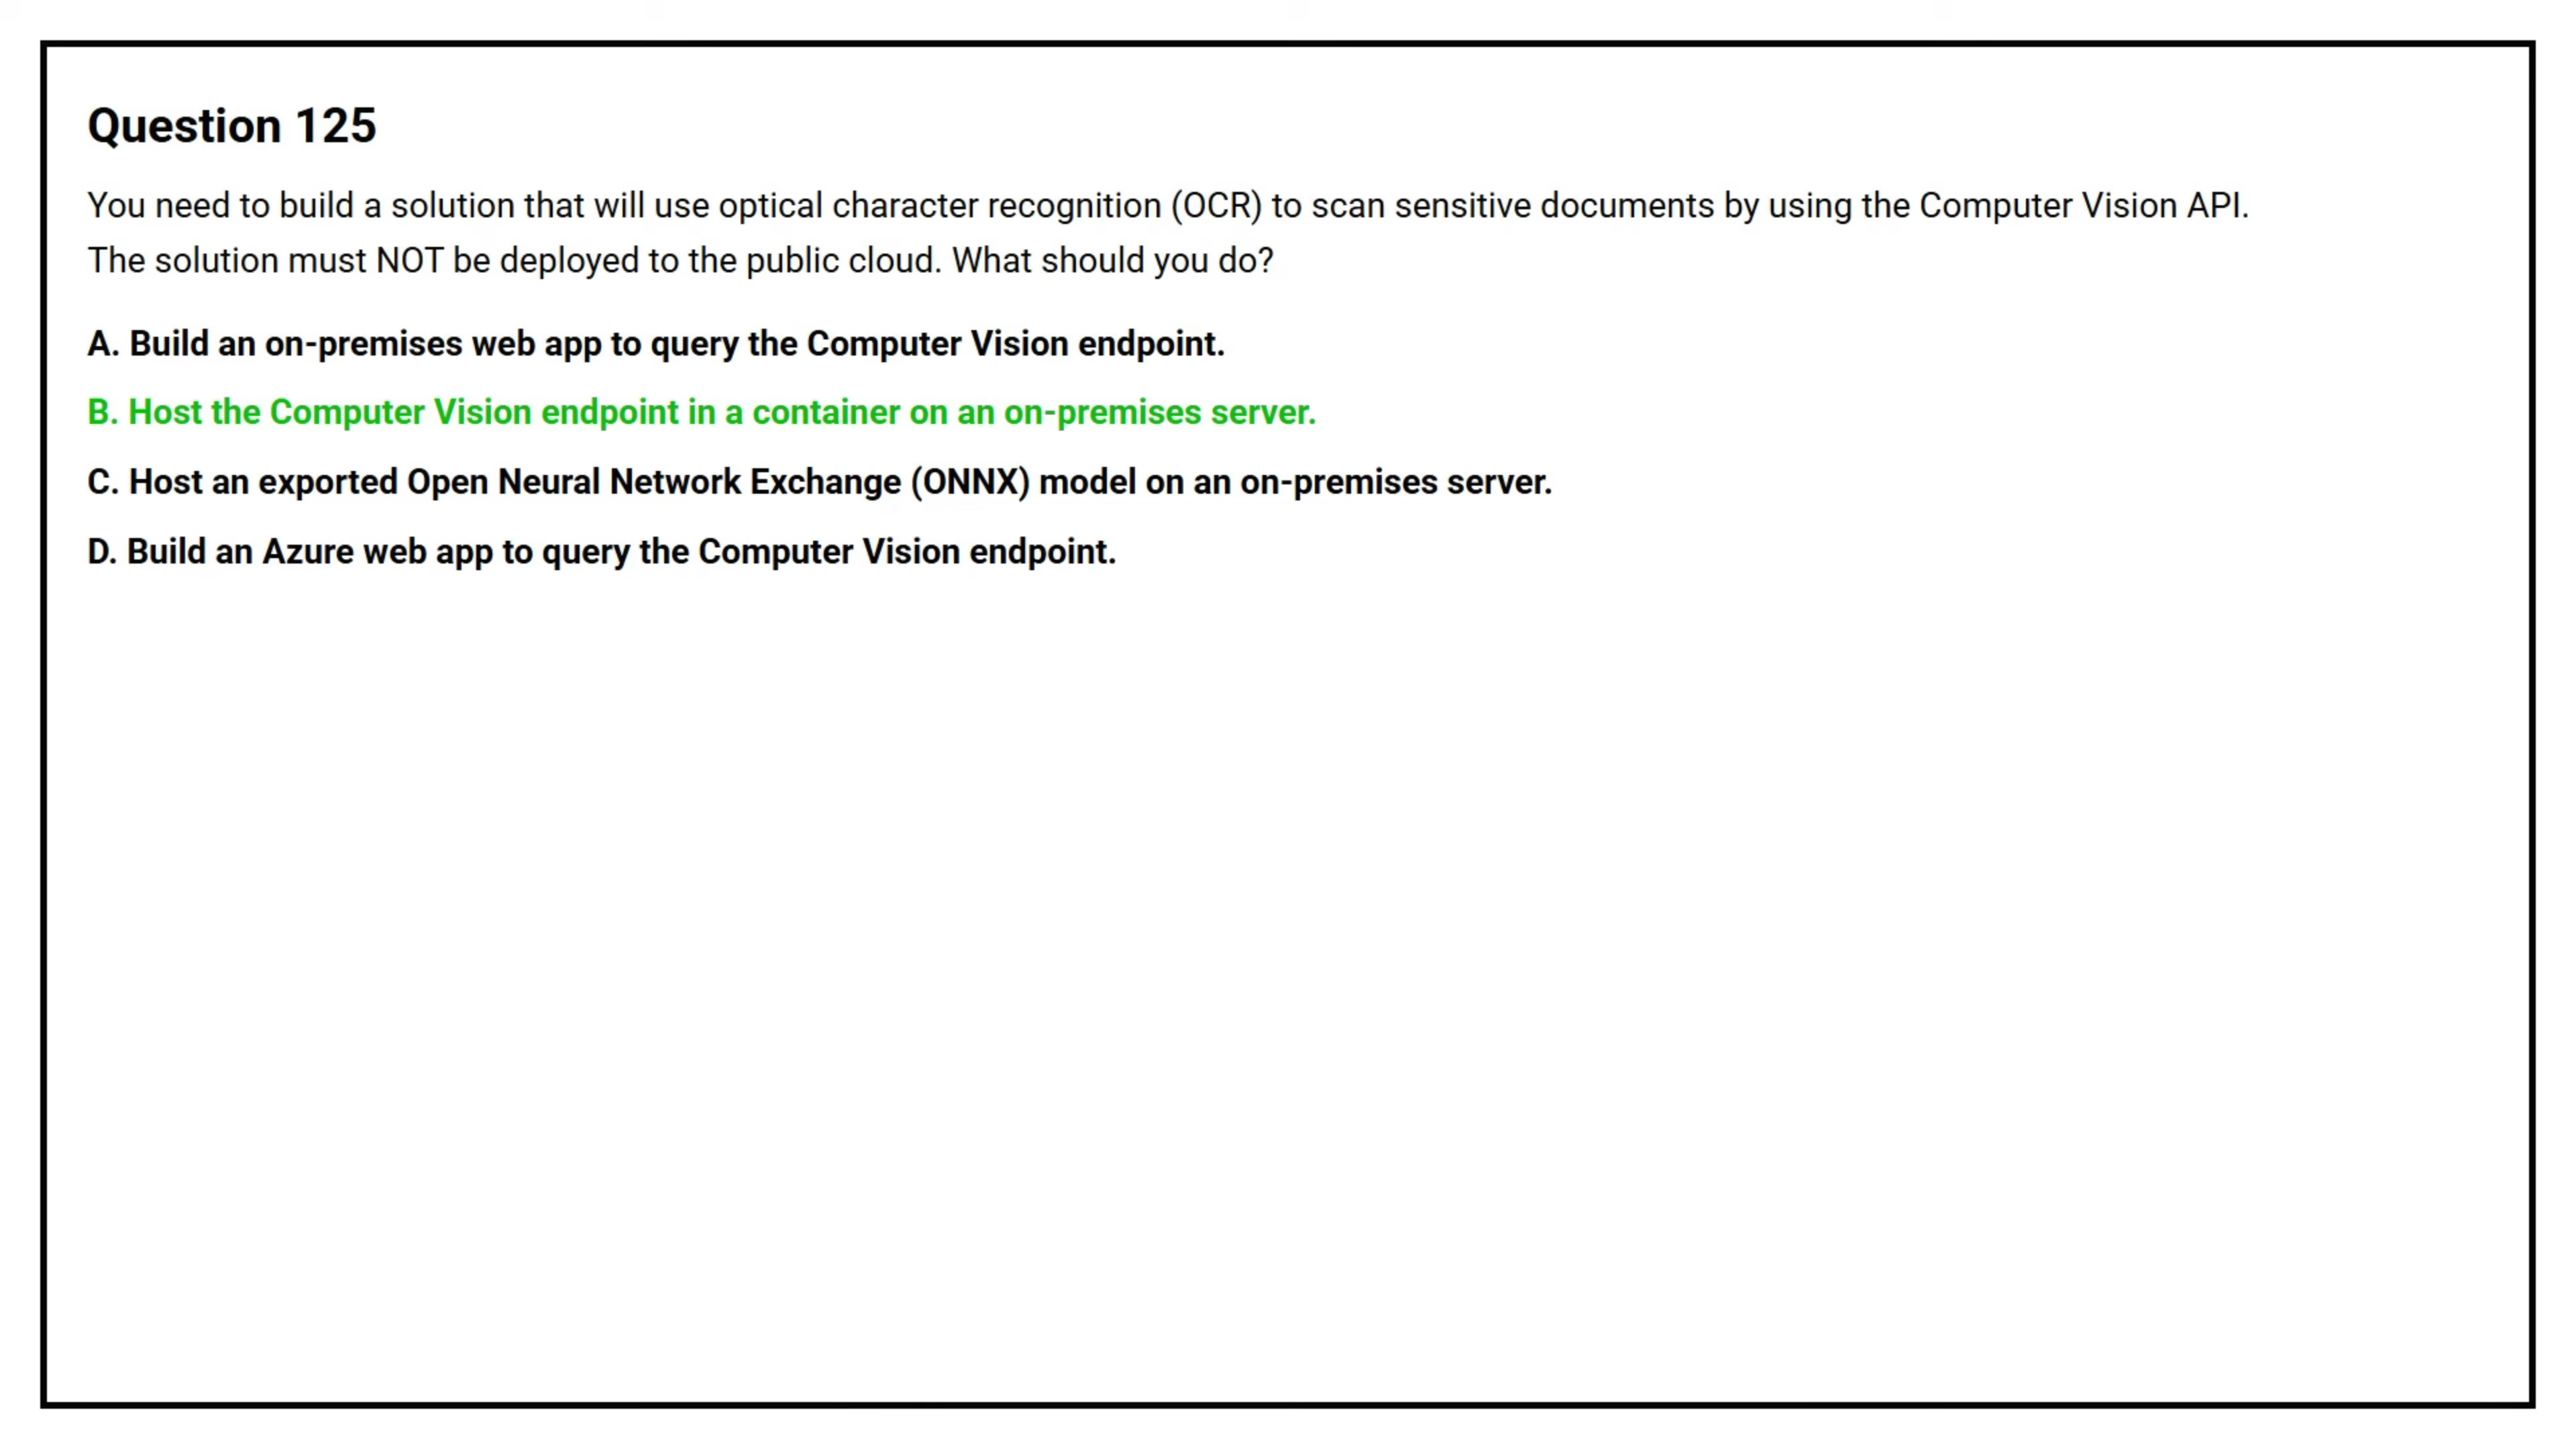 Question 125
You need to build a solution that will use optical character recognition (OCR) to scan sensitive documents by using the Computer Vision API.
The solution must NOT be deployed to the public cloud. What should you do?
A. Build an on-premises web app to query the Computer Vision endpoint.
B. Host the Computer Vision endpoint in a container on an on-premises server.
C. Host an exported Open Neural Network Exchange (ONNX) model on an on-premises server.
D. Build an Azure web app to query the Computer Vision endpoint.